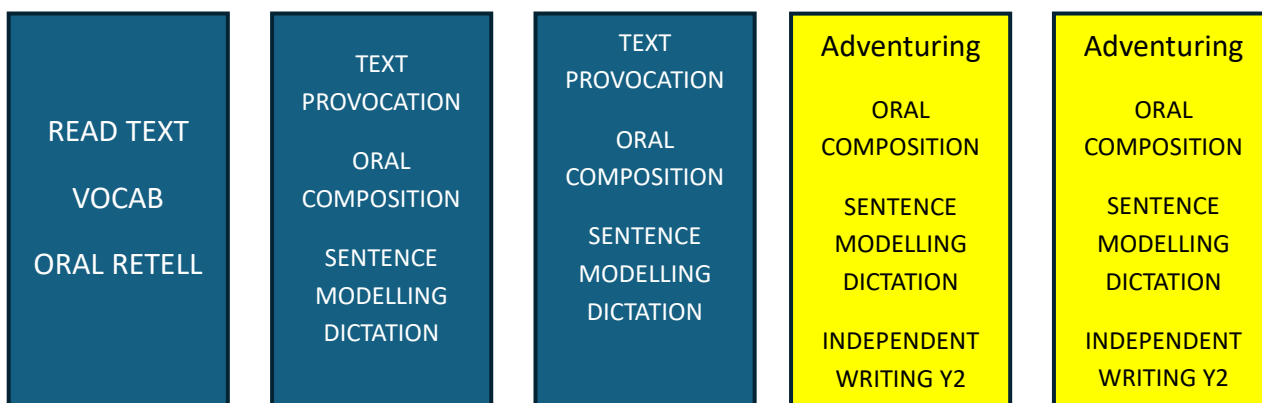 READ TEXT
VOCAB
ORAL RETELL
TEXT
PROVOCATION
ORAL
COMPOSITION
SENTENCE
MODELLING
DICTATION
TEXT
PROVOCATION
ORAL
COMPOSITION
SENTENCE
MODELLING
DICTATION
Adventuring
ORAL
COMPOSITION
SENTENCE
MODELLING
DICTATION
INDEPENDENT
WRITING Y2
Adventuring
ORAL
COMPOSITION
SENTENCE
MODELLING
DICTATION
INDEPENDENT
WRITING Y2